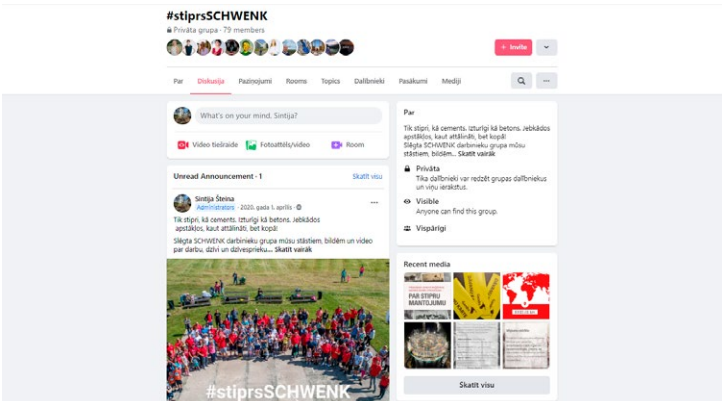 #stiprsSCHWENK
Privāta grupa · 79 members
+ Invite
Par Diskusija Paziņojumi Rooms Topics Dalībnieki Pasākumi Mediji
What's on your mind, Sintija?
Video tiešraide Fotoattēls/video Room
Unread Announcement · 1 Skatīt visu
Sintija Šteina
Administrators · 2020. gada 1. aprīlis ·
Tik stipri, kā cements. Izturīgi kā betons. Jebkādos
apstākļos, kaut attālināti, bet kopā!
Slēgta SCHWENK darbinieku grupa mūsu stāstiem, bildēm un video
par darbu, dzīvi un dzīvesprieku... Skatīt vairāk
#stiprsSCHWENK
Par
Tik stipri, kā cements. Izturīgi kā betons. Jebkādos
apstākļos, kaut attālināti, bet kopā!
Slēgta SCHWENK darbinieku grupa mūsu
stāstiem, bildēm... Skatīt vairāk
Privāta
Tika dalībnieki var redzēt grupas dalībniekus
un viņu ierakstus.
Visible
Anyone can find this group.
Vispārīgi
Recent media
PAR STIPRU
MANTOJUMU
Skatīt visu